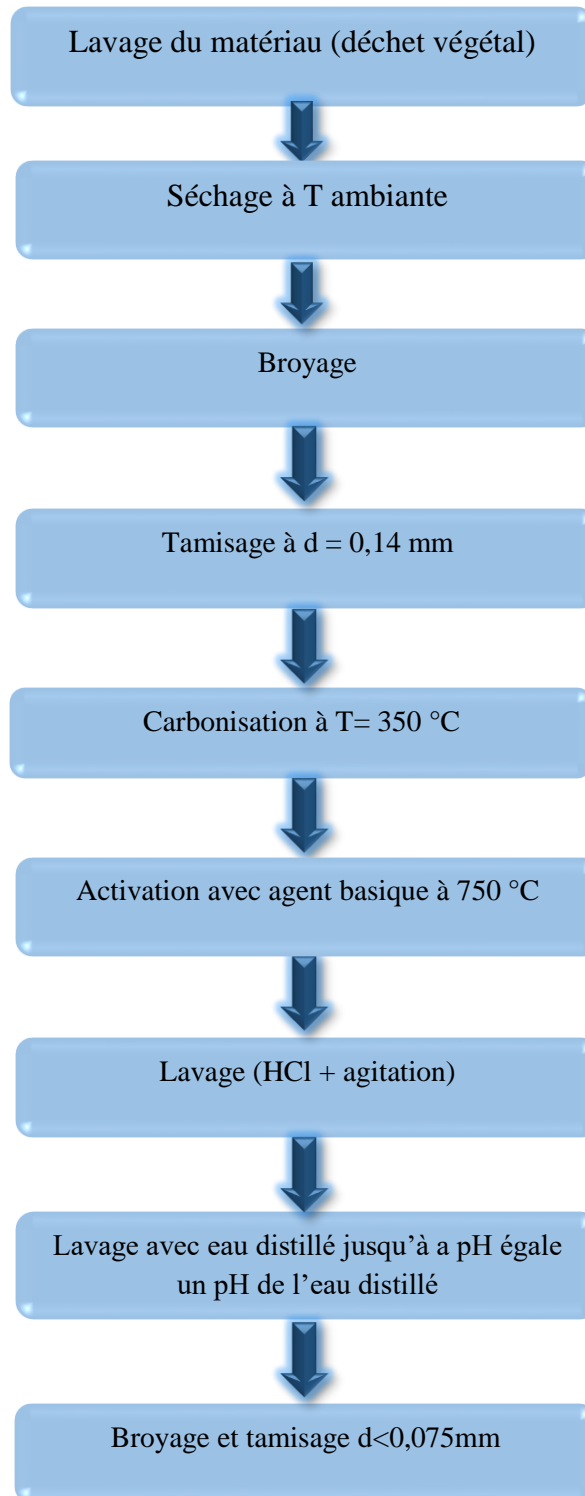 Lavage du matériau (déchet végétal)
Séchage à T ambiante
Broyage
Tamisage à d = 0,14 mm
Carbonisation à T= 350 °C
Activation avec agent basique à 750 °C
Lavage (HCl + agitation)
Lavage avec eau distillé jusqu’à a pH égale
un pH de l’eau distillé
Broyage et tamisage d<0,075mm